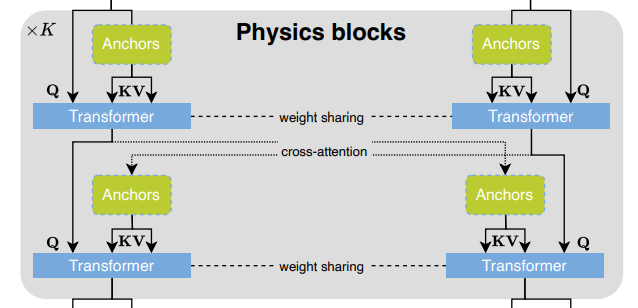 ×K
Physics blocks
Anchors
Anchors
Q
KV
KV
Q
Transformer
weight sharing
Transformer
cross-attention
Anchors
Anchors
Q
KV
KV
Q
Transformer
weight sharing
Transformer